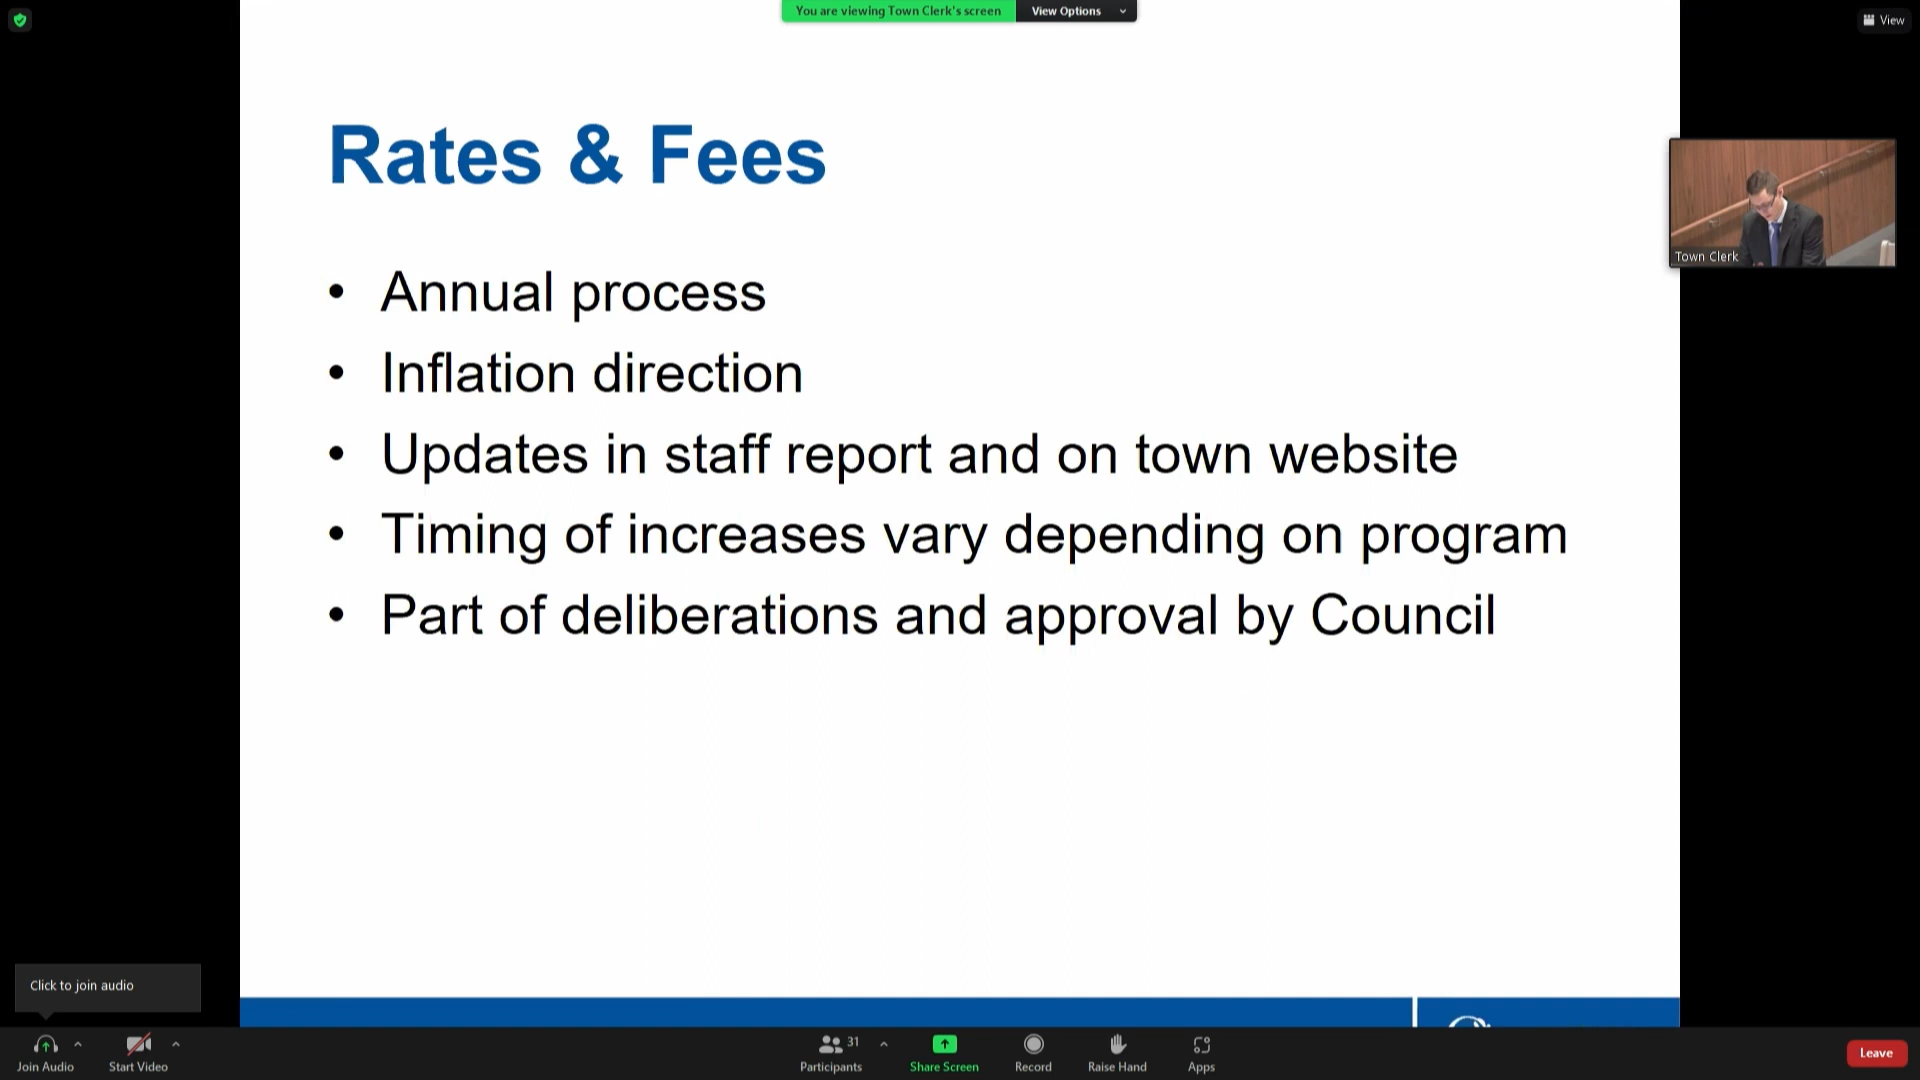 You are viewing Town Clerk's screen
View Options
View
Rates & Fees
• Annual process
• Inflation direction
• Updates in staff report and on town website
• Timing of increases vary depending on program
• Part of deliberations and approval by Council
Town Clerk
Click to join audio
Join Audio
Start Video
Participants
31
Share Screen
Record
Raise Hand
Apps
Leave